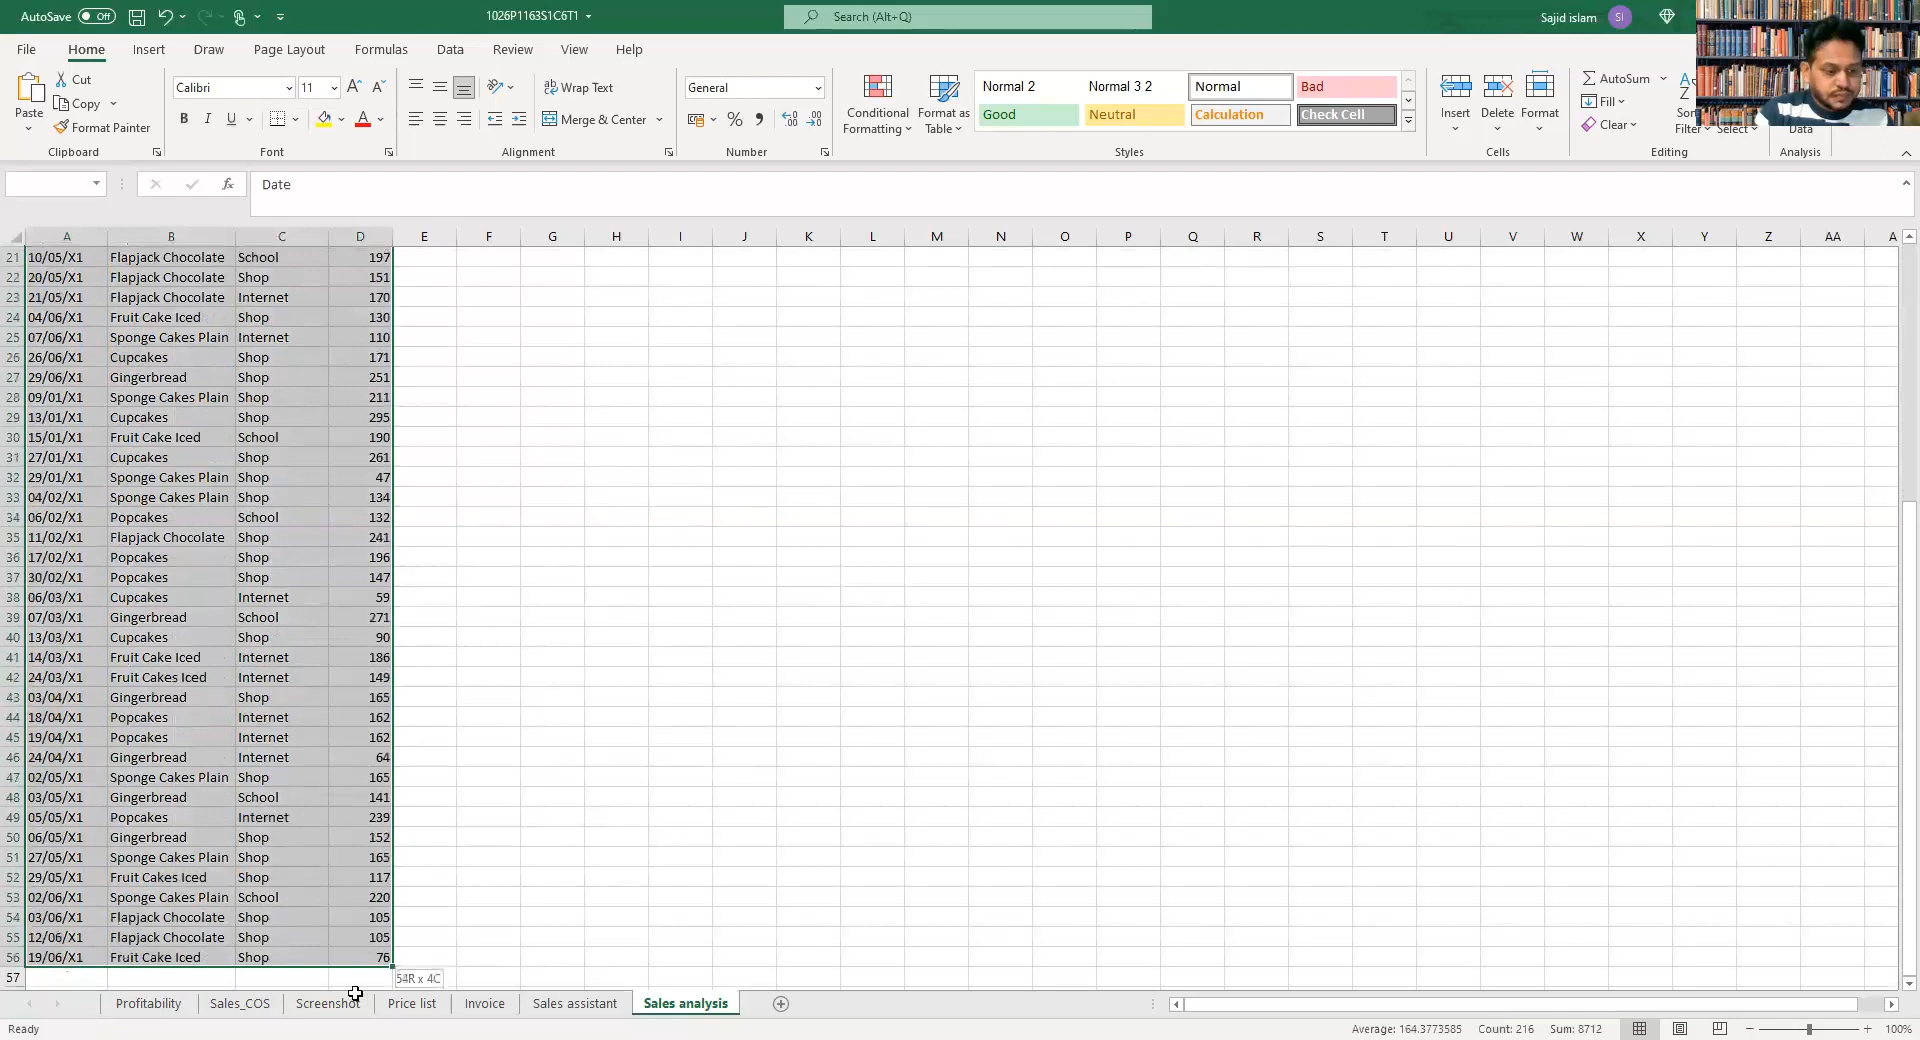 AutoSave Off 1026P1163S1C6T1 Search (Alt+Q) Sajid islam SI
File Home Insert Draw Page Layout Formulas Data Review View Help
Paste Cut Copy Format Painter
Calibri 11 A A
B I U A
Wrap Text
Merge & Center
General
% ,
Conditional Formatting Format as Table
Normal 2 Normal 3 2 Normal Bad
Good Neutral Calculation Check Cell
Insert Delete Format
AutoSum
Fill
Clear
Filter Select
Data
Clipboard Font Alignment Number Styles Cells Editing Analysis
fx Date
A B C D E F G H I J K L M N O P Q R S T U V W X Y Z AA
21 10/05/X1 Flapjack Chocolate School 197
22 20/05/X1 Flapjack Chocolate Shop 151
23 21/05/X1 Flapjack Chocolate Internet 170
24 04/06/X1 Fruit Cake Iced Shop 130
25 07/06/X1 Sponge Cakes Plain Internet 110
26 26/06/X1 Cupcakes Shop 171
27 29/06/X1 Gingerbread Shop 251
28 09/01/X1 Sponge Cakes Plain Shop 211
29 13/01/X1 Cupcakes Shop 295
30 15/01/X1 Fruit Cake Iced School 190
31 27/01/X1 Cupcakes Shop 261
32 29/01/X1 Sponge Cakes Plain Shop 47
33 04/02/X1 Sponge Cakes Plain Shop 134
34 06/02/X1 Popcakes School 132
35 11/02/X1 Flapjack Chocolate Shop 241
36 17/02/X1 Popcakes Shop 196
37 30/02/X1 Popcakes Shop 147
38 06/03/X1 Cupcakes Internet 59
39 07/03/X1 Gingerbread School 271
40 13/03/X1 Cupcakes Shop 90
41 14/03/X1 Fruit Cake Iced Internet 186
42 24/03/X1 Fruit Cakes Iced Internet 149
43 03/04/X1 Gingerbread Shop 165
44 18/04/X1 Popcakes Internet 162
45 19/04/X1 Popcakes Internet 162
46 24/04/X1 Gingerbread Internet 64
47 02/05/X1 Sponge Cakes Plain Shop 165
48 03/05/X1 Gingerbread School 141
49 05/05/X1 Popcakes Internet 239
50 06/05/X1 Gingerbread Shop 152
51 27/05/X1 Sponge Cakes Plain Shop 165
52 29/05/X1 Fruit Cakes Iced Shop 117
53 02/06/X1 Sponge Cakes Plain School 220
54 03/06/X1 Flapjack Chocolate Shop 105
55 12/06/X1 Flapjack Chocolate Shop 105
56 19/06/X1 Fruit Cake Iced Shop 76
57 54R x 4C
Profitability Sales_COS Screenshot Price list Invoice Sales assistant Sales analysis
Ready Average: 164.3773585 Count: 216 Sum: 8712 100%